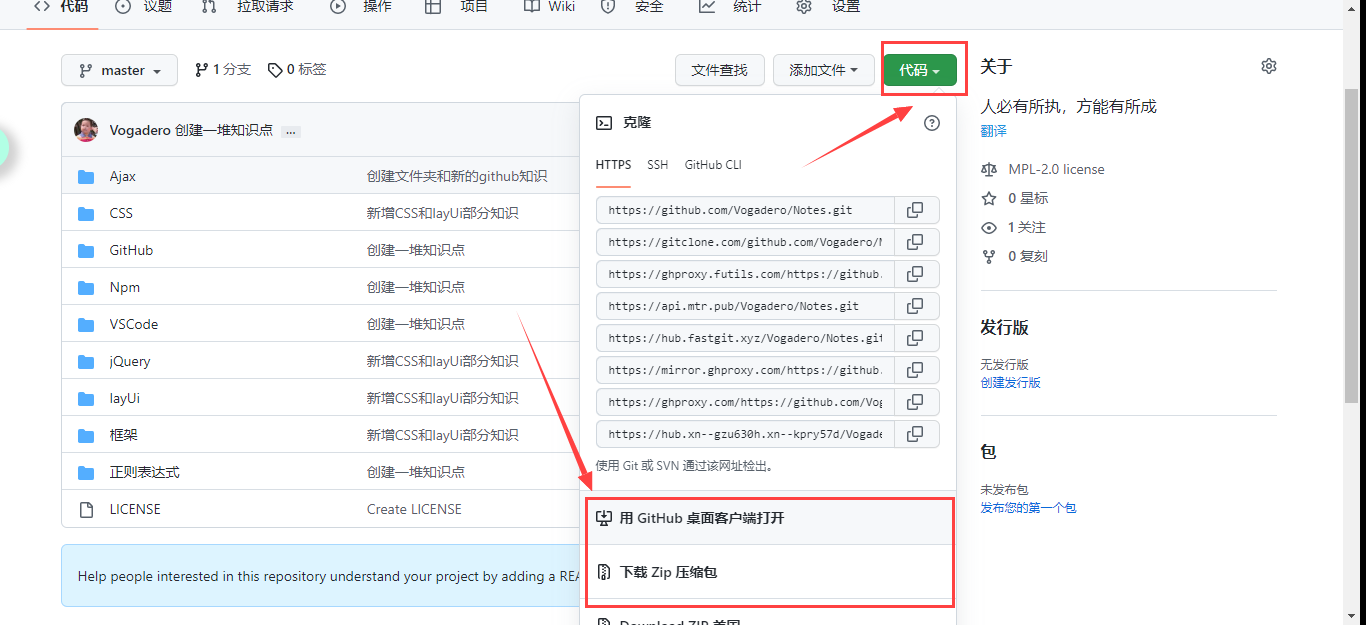 代码 议题 拉取请求 操作 项目 Wiki 安全 统计 设置
master 1 分支 0 标签 文件查找 添加文件 代码
Vogadero 创建一堆知识点 ...
Ajax 创建文件夹和新的github知识
CSS 新增CSS和layUi部分知识
GitHub 创建一堆知识点
Npm 创建一堆知识点
VSCode 创建一堆知识点
jQuery 新增CSS和layUi部分知识
layUi 新增CSS和layUi部分知识
框架 新增CSS和layUi部分知识
正则表达式 创建一堆知识点
LICENSE Create LICENSE
Help people interested in this repository understand your project by adding a REA
克隆
HTTPS SSH GitHub CLI
https://github.com/Vogadero/Notes.git
https://gitclone.com/github.com/Vogadero/N
https://ghproxy.futils.com/https://github.
https://api.mtr.pub/Vogadero/Notes.git
https://hub.fastgit.xyz/Vogadero/Notes.git
https://mirror.ghproxy.com/https://github.
https://ghproxy.com/https://github.com/Vog
https://hub.xn--gzu630h.xn--kpry57d/Vogade
使用 Git 或 SVN 通过该网址检出。
用 GitHub 桌面客户端打开
下载 Zip 压缩包
Download ZIP 美国
关于
人必有所执，方能有所成
翻译
MPL-2.0 license
0 星标
1 关注
0 复刻
发行版
无发行版
创建发行版
包
未发布包
发布您的第一个包